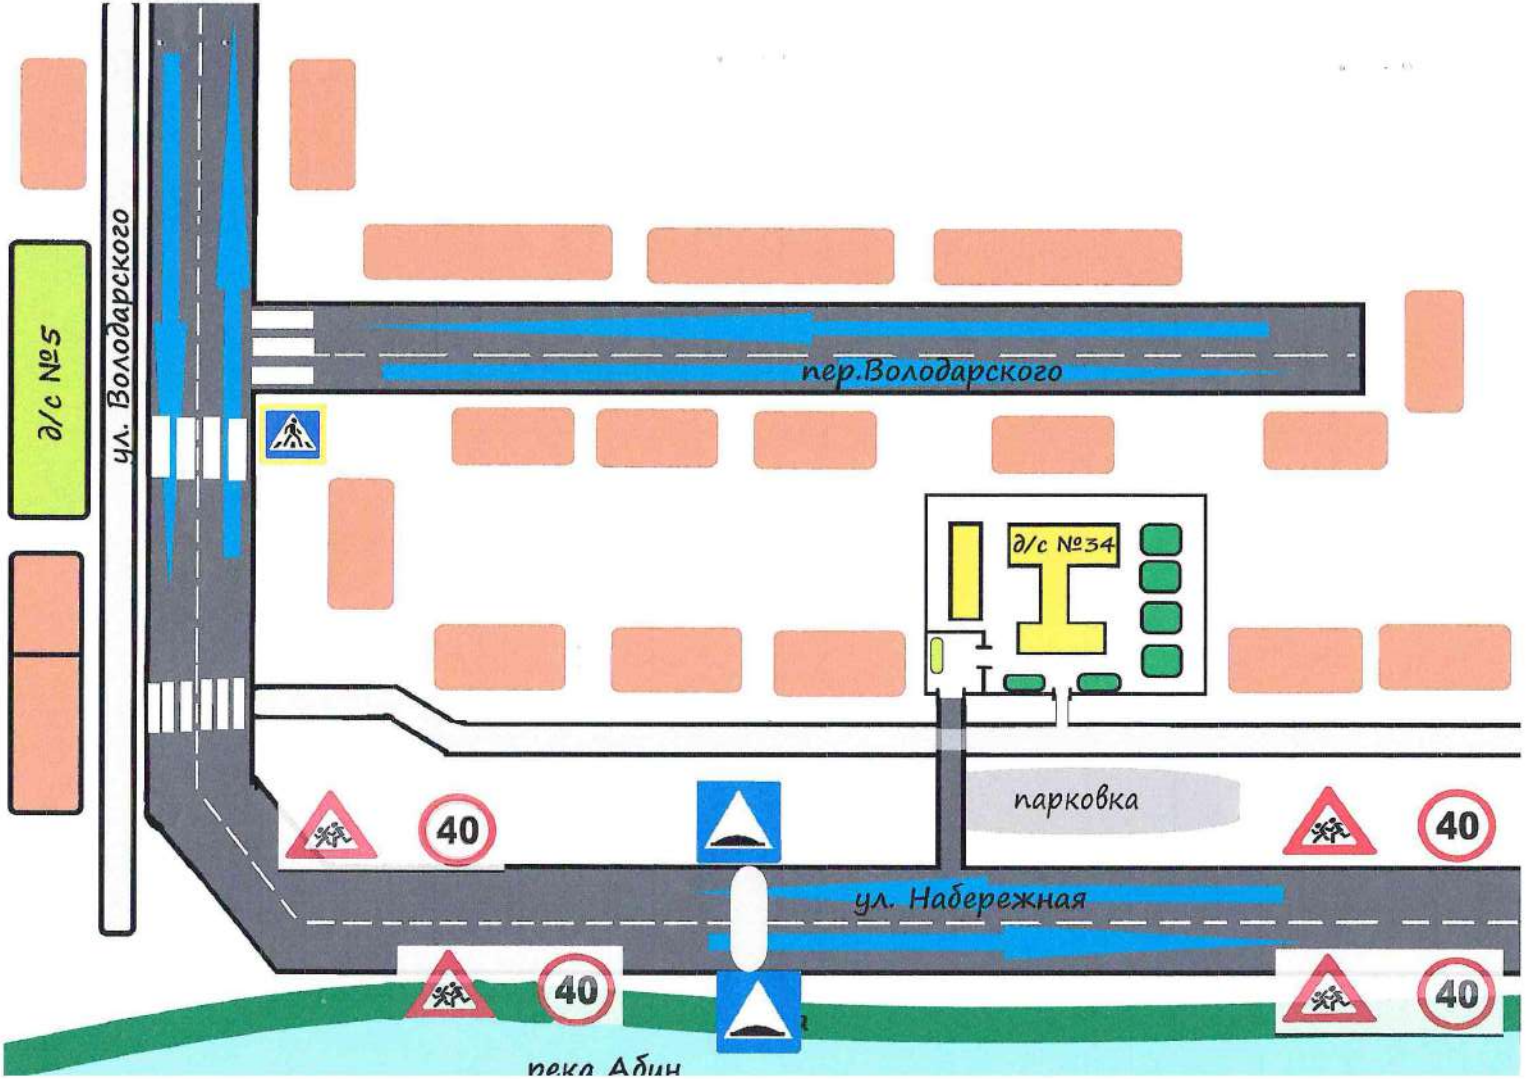 ул. Володарского
д/с №5
пер.Володарского
д/с №34
парковка
40
40
ул. Набережная
40
40
река Абин